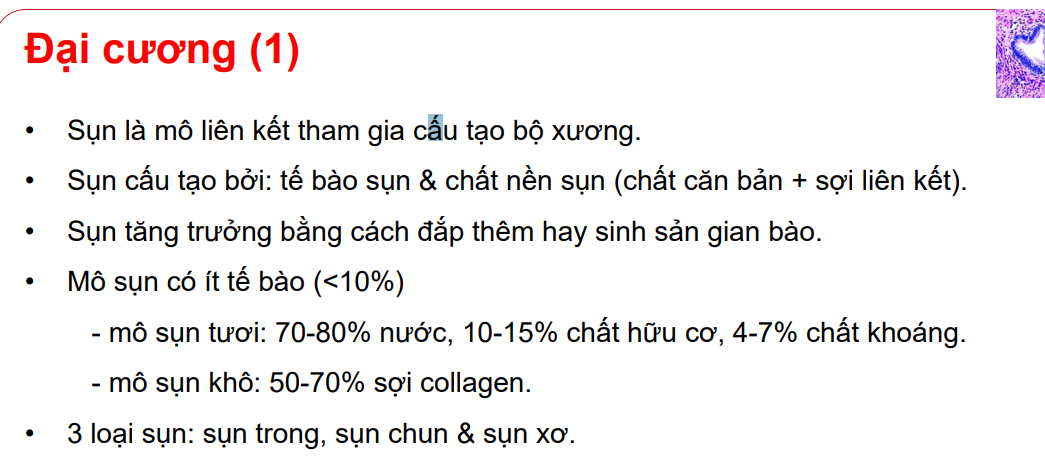 Đại cương (1)
• Sụn là mô liên kết tham gia cấu tạo bộ xương.
• Sụn cấu tạo bởi: tế bào sụn & chất nền sụn (chất căn bản + sợi liên kết).
• Sụn tăng trưởng bằng cách đắp thêm hay sinh sản gian bào.
• Mô sụn có ít tế bào (<10%)
- mô sụn tươi: 70-80% nước, 10-15% chất hữu cơ, 4-7% chất khoáng.
- mô sụn khô: 50-70% sợi collagen.
• 3 loại sụn: sụn trong, sụn chun & sụn xơ.